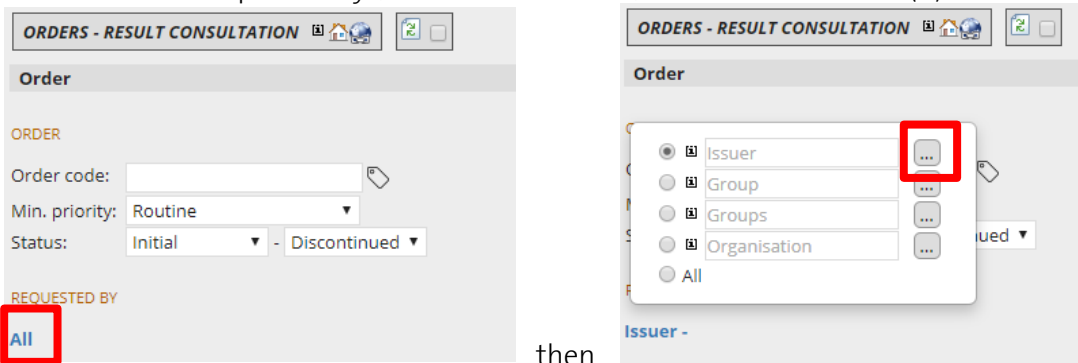 ORDERS - RESULT CONSULTATION
Order
ORDER
Order code:
Min. priority: Routine
Status: Initial - Discontinued
REQUESTED BY
All
then
ORDERS - RESULT CONSULTATION
Order
Issuer ...
Group ...
Groups ...
Organisation ...
All
ued
Issuer -